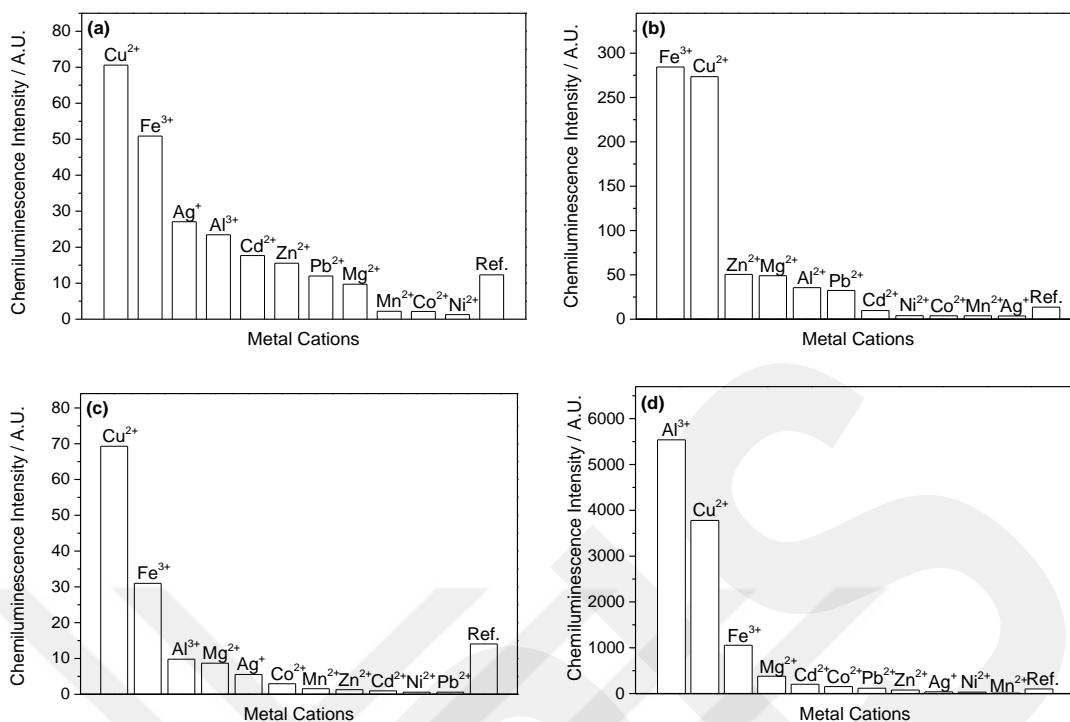 (a)
Chemiluminescence Intensity / A.U.
80
70
60
50
40
30
20
10
0
Cu²⁺
Fe³⁺
Ag⁺
Al³⁺
Cd²⁺
Zn²⁺
Pb²⁺
Mg²⁺
Mn²⁺
Co²⁺
Ni²⁺
Ref.
Metal Cations
(b)
Chemiluminescence Intensity / A.U.
300
250
200
150
100
50
0
Fe³⁺
Cu²⁺
Zn²⁺
Mg²⁺
Al²⁺
Pb²⁺
Cd²⁺
Ni²⁺
Co²⁺
Mn²⁺
Ag⁺
Ref.
Metal Cations
(c)
Chemiluminescence Intensity / A.U.
80
70
60
50
40
30
20
10
0
Cu²⁺
Fe³⁺
Al³⁺
Mg²⁺
Ag⁺
Co²⁺
Mn²⁺
Zn²⁺
Cd²⁺
Ni²⁺
Pb²⁺
Ref.
Metal Cations
(d)
Chemiluminescence Intensity / A.U.
6000
5000
4000
3000
2000
1000
0
Al³⁺
Cu²⁺
Fe³⁺
Mg²⁺
Cd²⁺
Co²⁺
Pb²⁺
Zn²⁺
Ag⁺
Ni²⁺
Mn²⁺
Ref.
Metal Cations